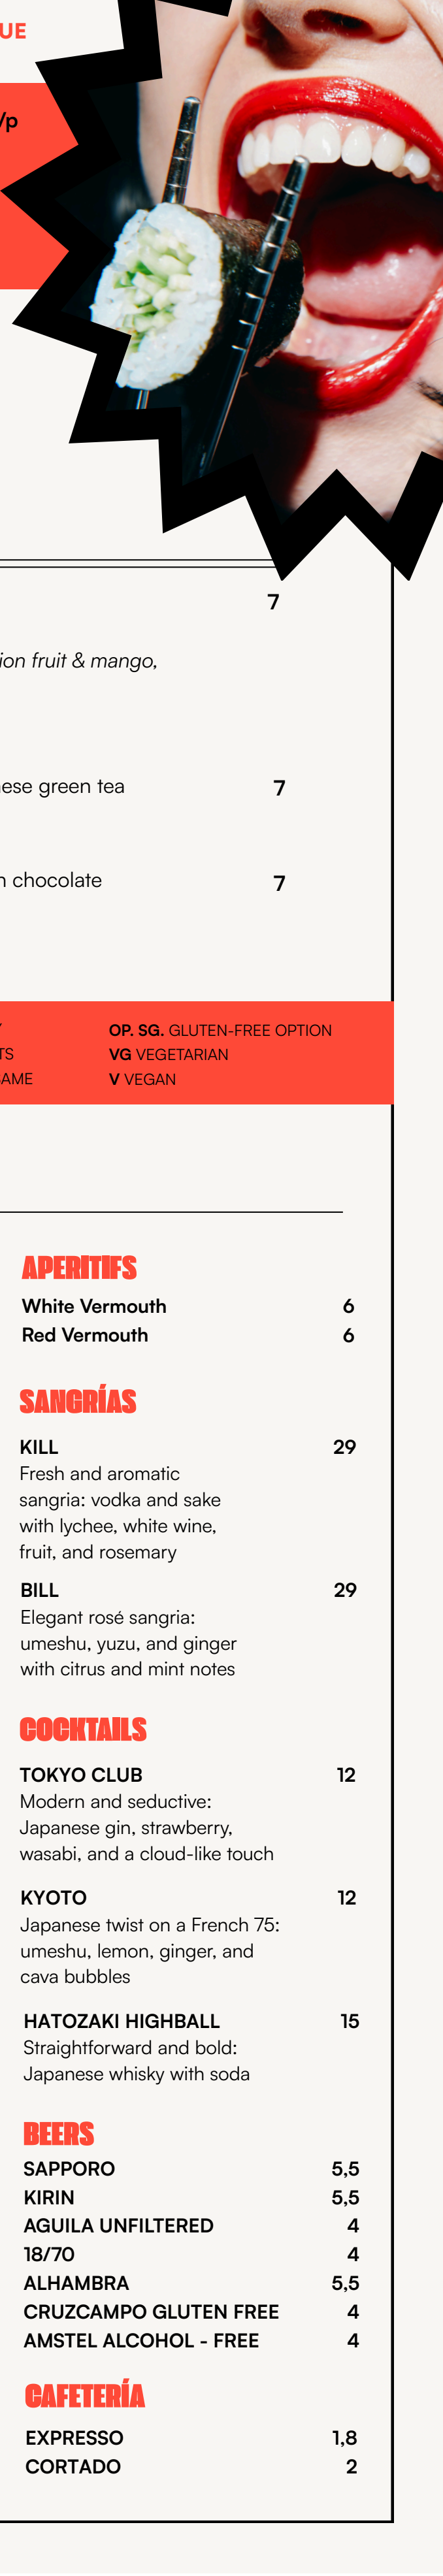 UE
/p
7
ion fruit & mango,
ese green tea 7
n chocolate 7
OP. SG. GLUTEN-FREE OPTION
TS
VG VEGETARIAN
AME
V VEGAN
APERITIFS
White Vermouth 6
Red Vermouth 6
SANGRÍAS
KILL 29
Fresh and aromatic
sangria: vodka and sake
with lychee, white wine,
fruit, and rosemary
BILL 29
Elegant rosé sangria:
umeshu, yuzu, and ginger
with citrus and mint notes
COCKTAILS
TOKYO CLUB 12
Modern and seductive:
Japanese gin, strawberry,
wasabi, and a cloud-like touch
KYOTO 12
Japanese twist on a French 75:
umeshu, lemon, ginger, and
cava bubbles
HATOZAKI HIGHBALL 15
Straightforward and bold:
Japanese whisky with soda
BEERS
SAPPORO 5,5
KIRIN 5,5
AGUILA UNFILTERED 4
18/70 4
ALHAMBRA 5,5
CRUZCAMPO GLUTEN FREE 4
AMSTEL ALCOHOL - FREE 4
CAFETERÍA
EXPRESSO 1,8
CORTADO 2